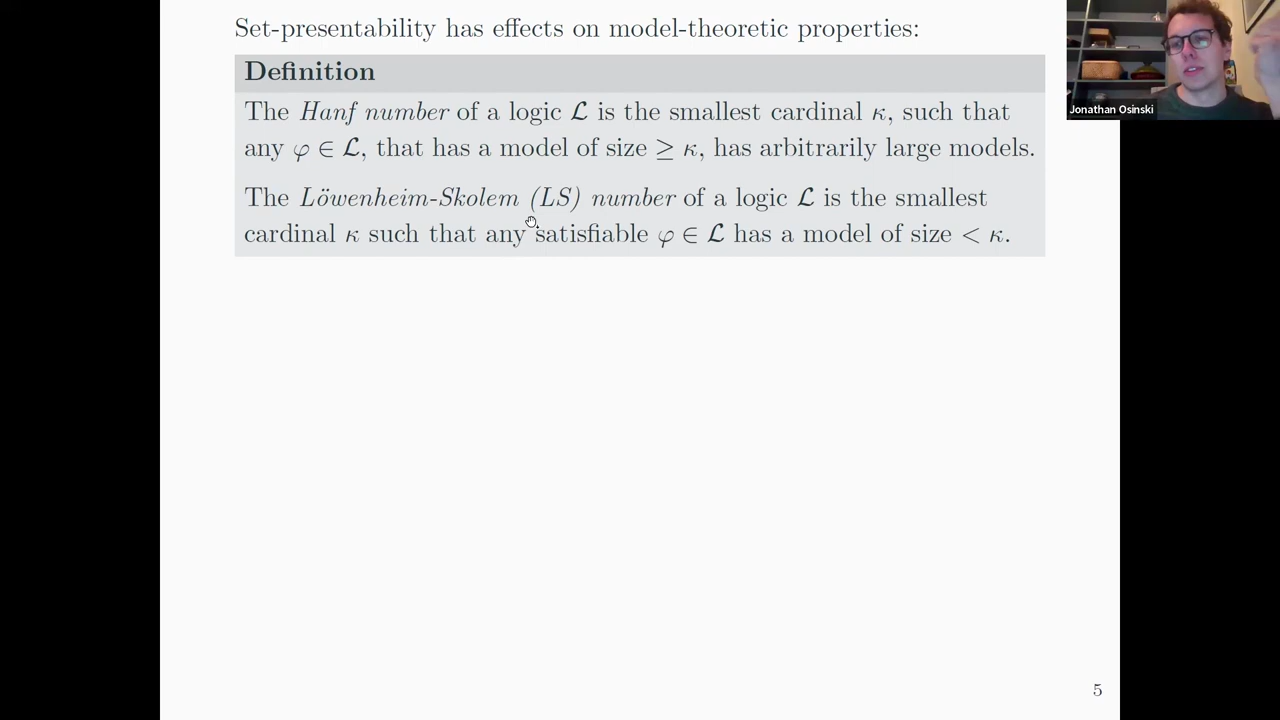 Set-presentability has effects on model-theoretic properties:
Definition
The Hanf number of a logic ℒ is the smallest cardinal κ, such that
any φ ∈ ℒ, that has a model of size ≥ κ, has arbitrarily large models.
The Löwenheim-Skolem (LS) number of a logic ℒ is the smallest
cardinal κ such that any satisfiable φ ∈ ℒ has a model of size < κ.
Jonathan Osinski
5